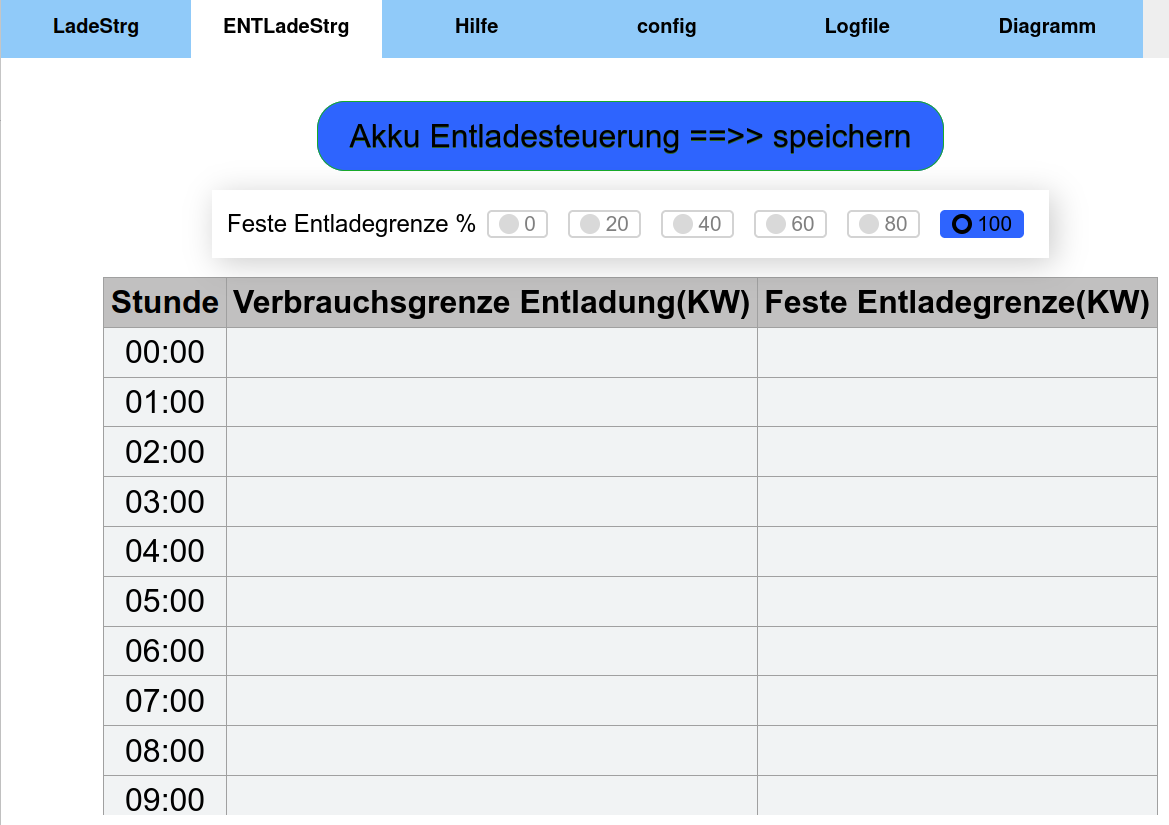 LadeStrg ENTLadeStrg Hilfe config Logfile Diagramm
Akku Entladesteuerung ==>> speichern
Feste Entladegrenze % 0 20 40 60 80 100
Stunde Verbrauchsgrenze Entladung(KW) Feste Entladegrenze(KW)
00:00
01:00
02:00
03:00
04:00
05:00
06:00
07:00
08:00
09:00